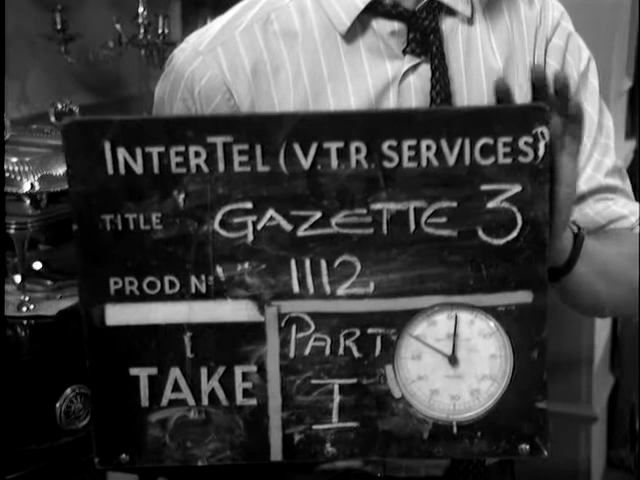 INTERTEL (V.T.R. SERVICES)
TITLE GAZETTE 3
PROD. Nº 1112
PART
TAKE I